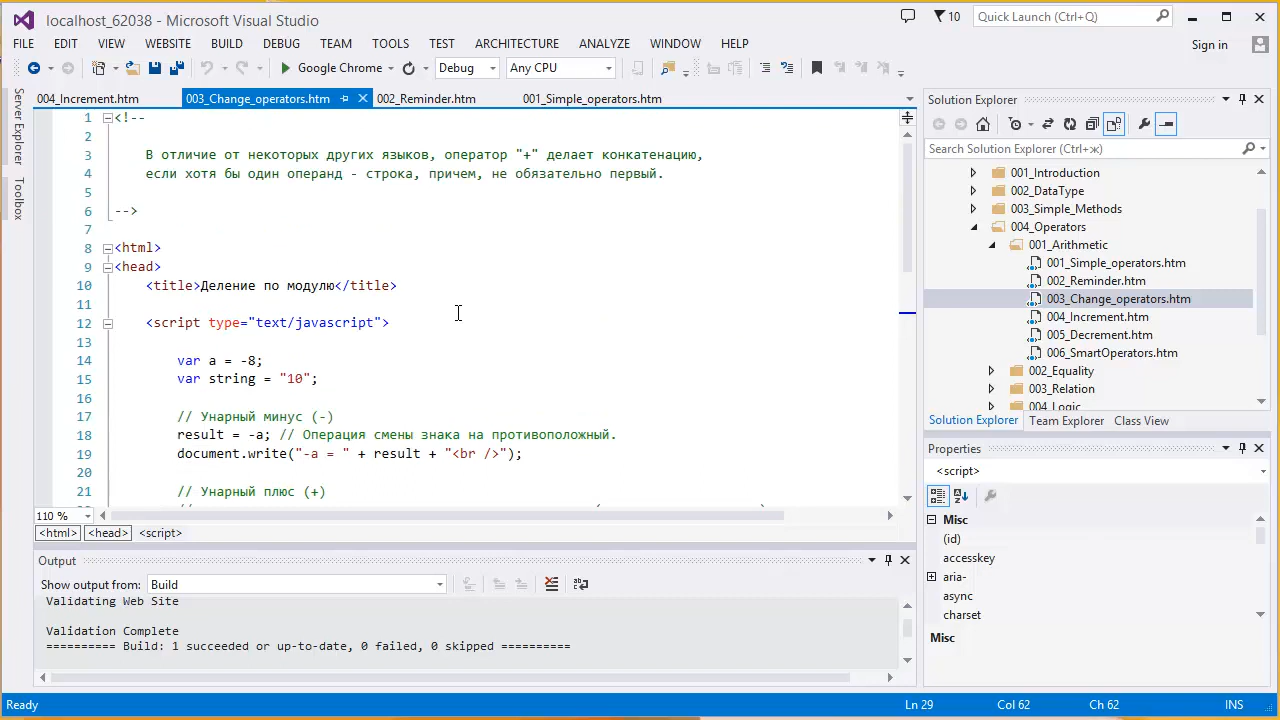 localhost_62038 - Microsoft Visual Studio
10
Quick Launch (Ctrl+Q)
FILE EDIT VIEW WEBSITE BUILD DEBUG TEAM TOOLS TEST ARCHITECTURE ANALYZE WINDOW HELP
Sign in
Google Chrome Debug Any CPU
Server Explorer
Toolbox
004_Increment.htm 003_Change_operators.htm 002_Reminder.htm 001_Simple_operators.htm
1 <!--
2
3 В отличие от некоторых других языков, оператор "+" делает конкатенацию,
4 если хотя бы один операнд - строка, причем, не обязательно первый.
5
6 -->
7
8 <html>
9 <head>
10 <title>Деление по модулю</title>
11
12 <script type="text/javascript">
13
14 var a = -8;
15 var string = "10";
16
17 // Унарный минус (-)
18 result = -a; // Операция смены знака на противоположный.
19 document.write("-a = " + result + "<br />");
20
21 // Унарный плюс (+)
110 %
<html> <head> <script>
Output
Show output from: Build
Validating Web Site
Validation Complete
========== Build: 1 succeeded or up-to-date, 0 failed, 0 skipped ==========
Solution Explorer
Search Solution Explorer (Ctrl+ж)
001_Introduction
002_DataType
003_Simple_Methods
004_Operators
001_Arithmetic
001_Simple_operators.htm
002_Reminder.htm
003_Change_operators.htm
004_Increment.htm
005_Decrement.htm
006_SmartOperators.htm
002_Equality
003_Relation
004_Logic
Solution Explorer Team Explorer Class View
Properties
<script>
Misc
(id)
accesskey
aria-
async
charset
Misc
Ready Ln 29 Col 62 Ch 62 INS